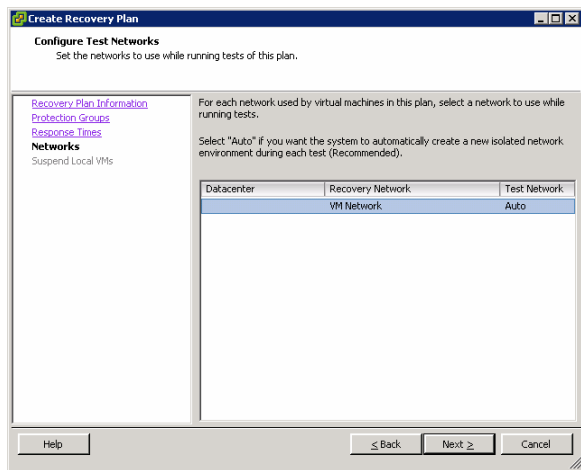 Create Recovery Plan
Configure Test Networks
Set the networks to use while running tests of this plan.
Recovery Plan Information
Protection Groups
Response Times
Networks
Suspend Local VMs
For each network used by virtual machines in this plan, select a network to use while
running tests.
Select "Auto" if you want the system to automatically create a new isolated network
environment during each test (Recommended).
Datacenter Recovery Network Test Network
VM Network Auto
Help < Back Next > Cancel